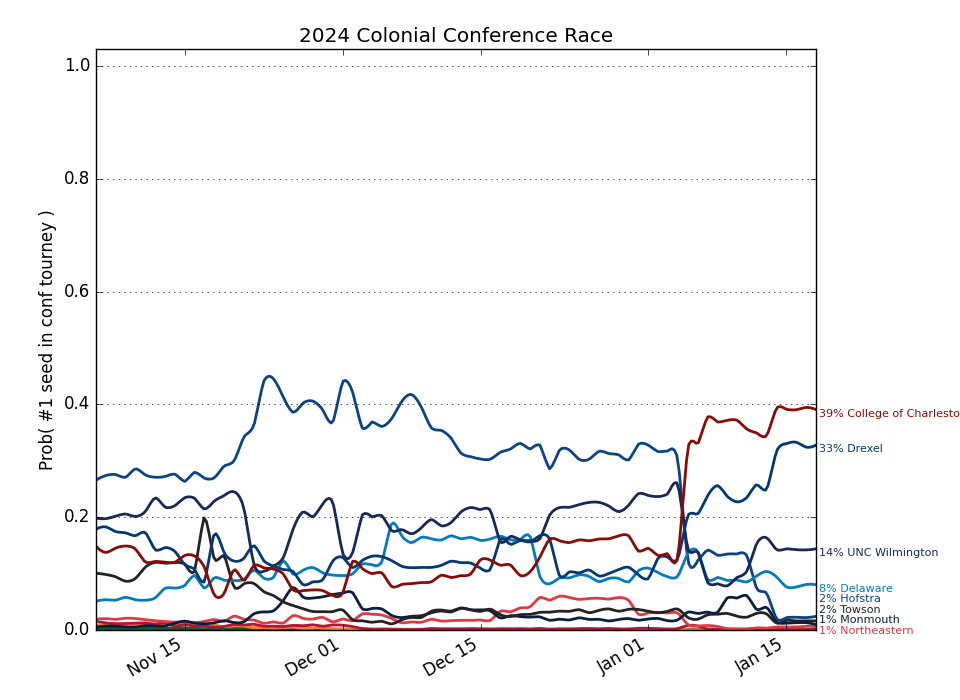 2024 Colonial Conference Race
Prob( #1 seed in conf tourney )
1.0
0.8
0.6
0.4
0.2
0.0
Nov 15
Dec 01
Dec 15
Jan 01
Jan 15
39% College of Charlesto
33% Drexel
14% UNC Wilmington
8% Delaware
2% Hofstra
2% Towson
1% Monmouth
1% Northeastern